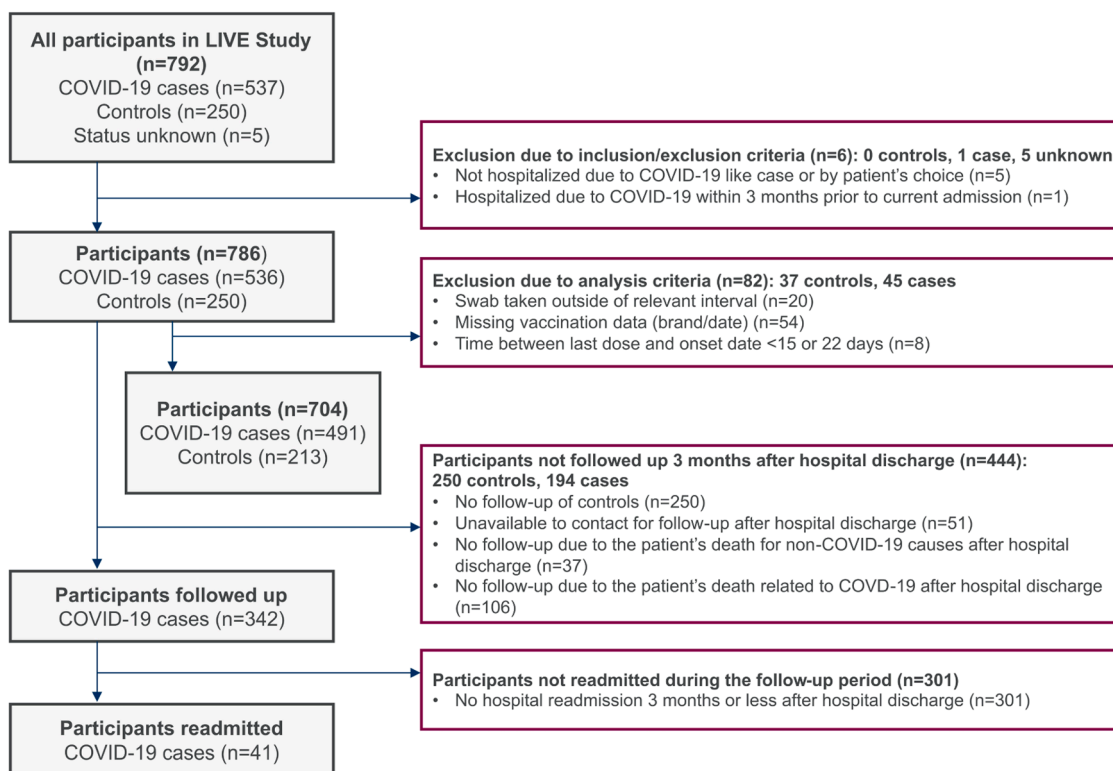 All participants in LIVE Study
(n=792)
COVID-19 cases (n=537)
Controls (n=250)
Status unknown (n=5)
Exclusion due to inclusion/exclusion criteria (n=6): 0 controls, 1 case, 5 unknown
• Not hospitalized due to COVID-19 like case or by patient's choice (n=5)
• Hospitalized due to COVID-19 within 3 months prior to current admission (n=1)
Participants (n=786)
COVID-19 cases (n=536)
Controls (n=250)
Exclusion due to analysis criteria (n=82): 37 controls, 45 cases
• Swab taken outside of relevant interval (n=20)
• Missing vaccination data (brand/date) (n=54)
• Time between last dose and onset date <15 or 22 days (n=8)
Participants (n=704)
COVID-19 cases (n=491)
Controls (n=213)
Participants not followed up 3 months after hospital discharge (n=444):
250 controls, 194 cases
• No follow-up of controls (n=250)
• Unavailable to contact for follow-up after hospital discharge (n=51)
• No follow-up due to the patient's death for non-COVID-19 causes after hospital
discharge (n=37)
• No follow-up due to the patient's death related to COVD-19 after hospital discharge
(n=106)
Participants followed up
COVID-19 cases (n=342)
Participants not readmitted during the follow-up period (n=301)
• No hospital readmission 3 months or less after hospital discharge (n=301)
Participants readmitted
COVID-19 cases (n=41)